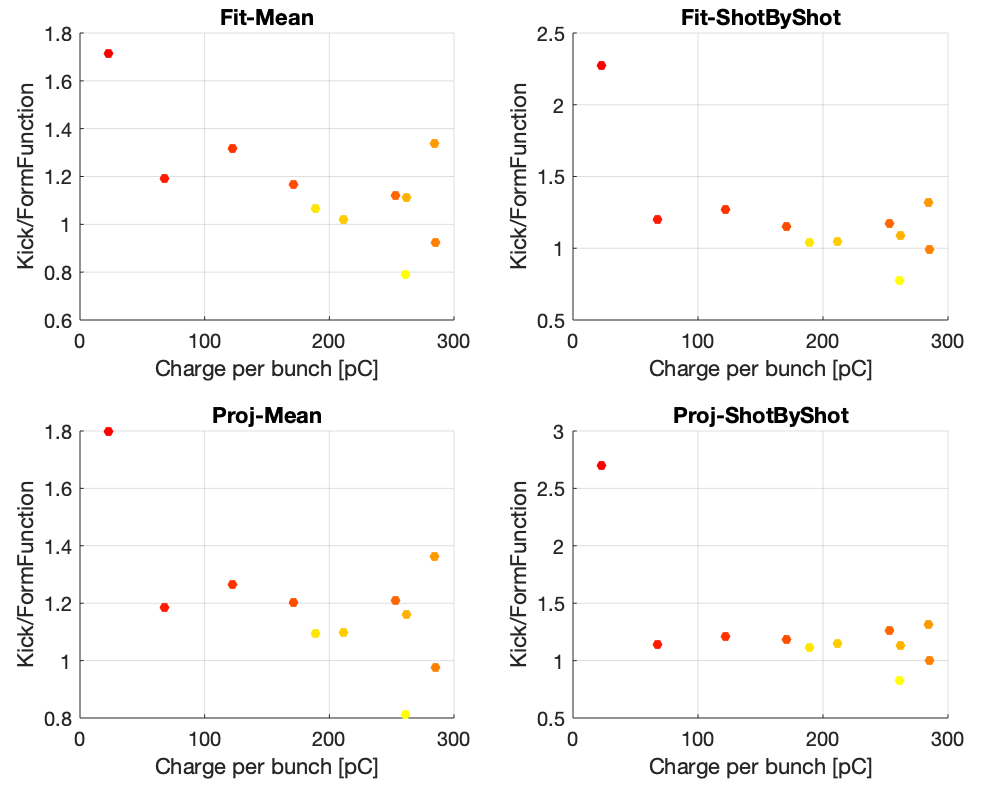 Fit-Mean
Kick/FormFunction
1.8
1.6
1.4
1.2
1
0.8
0.6
0 100 200 300
Charge per bunch [pC]
Fit-ShotByShot
Kick/FormFunction
2.5
2
1.5
1
0.5
0 100 200 300
Charge per bunch [pC]
Proj-Mean
Kick/FormFunction
1.8
1.6
1.4
1.2
1
0.8
0 100 200 300
Charge per bunch [pC]
Proj-ShotByShot
Kick/FormFunction
3
2.5
2
1.5
1
0.5
0 100 200 300
Charge per bunch [pC]